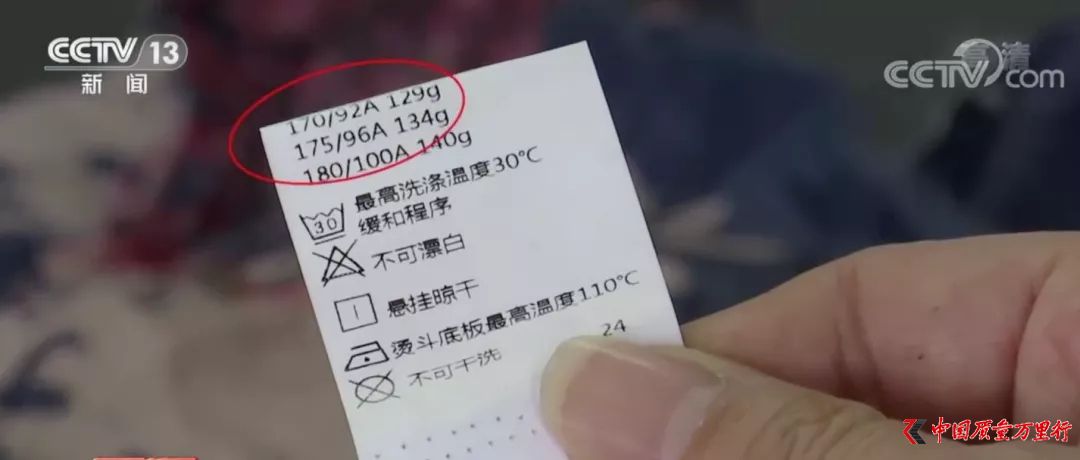 CCTV 13
新闻
高清
CCTV.com
170/92A 129g
175/96A 134g
180/100A 140g
最高洗涤温度30℃
缓和程序
30
不可漂白
悬挂晾干
烫斗底板最高温度110℃
不可干洗
24
中国质量万里行